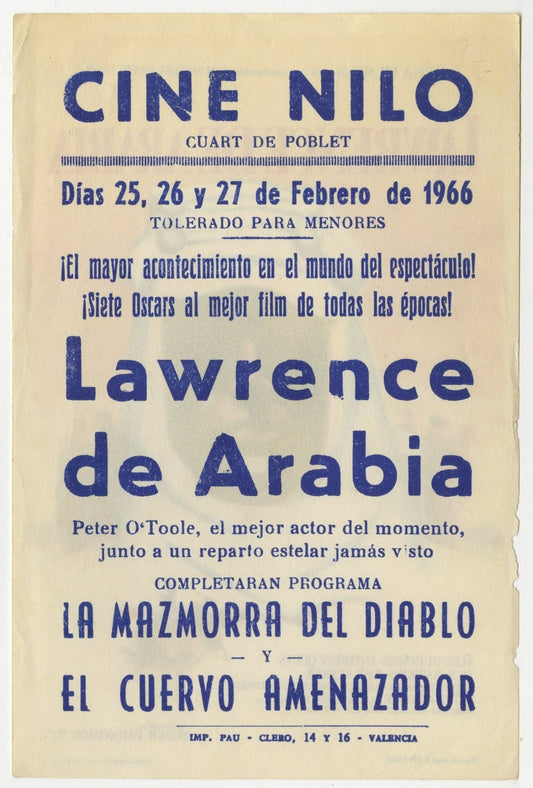 CINE NILO
CUART DE POBLET
Días 25, 26 y 27 de Febrero de 1966
TOLERADO PARA MENORES
¡El mayor acontecimiento en el mundo del espectáculo!
¡Siete Oscars al mejor film de todas las épocas!
Lawrence
de Arabia
Peter O‘Toole, el mejor actor del momento,
junto a un reparto estelar jamás visto
COMPLETARAN PROGRAMA
LA MAZMORRA DEL DIABLO
— Y —
EL CUERVO AMENAZADOR
IMP. PAU - CLERO, 14 Y 16 - VALENCIA